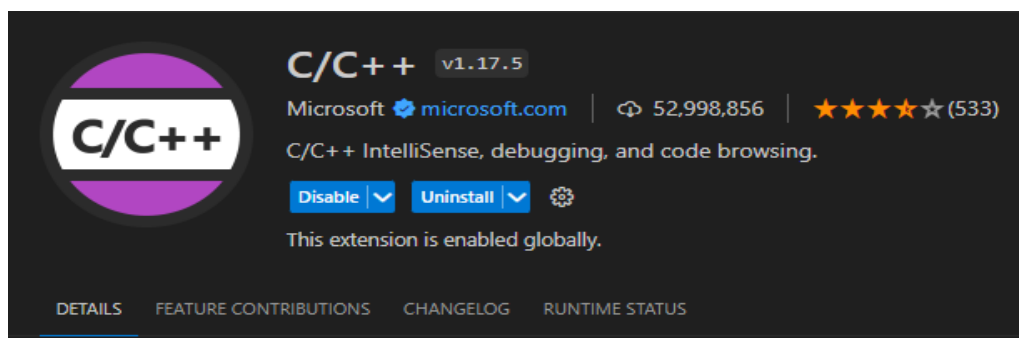 C/C++
C/C++ v1.17.5
Microsoft microsoft.com 52,998,856 (533)
C/C++ IntelliSense, debugging, and code browsing.
Disable Uninstall
This extension is enabled globally.
DETAILS FEATURE CONTRIBUTIONS CHANGELOG RUNTIME STATUS